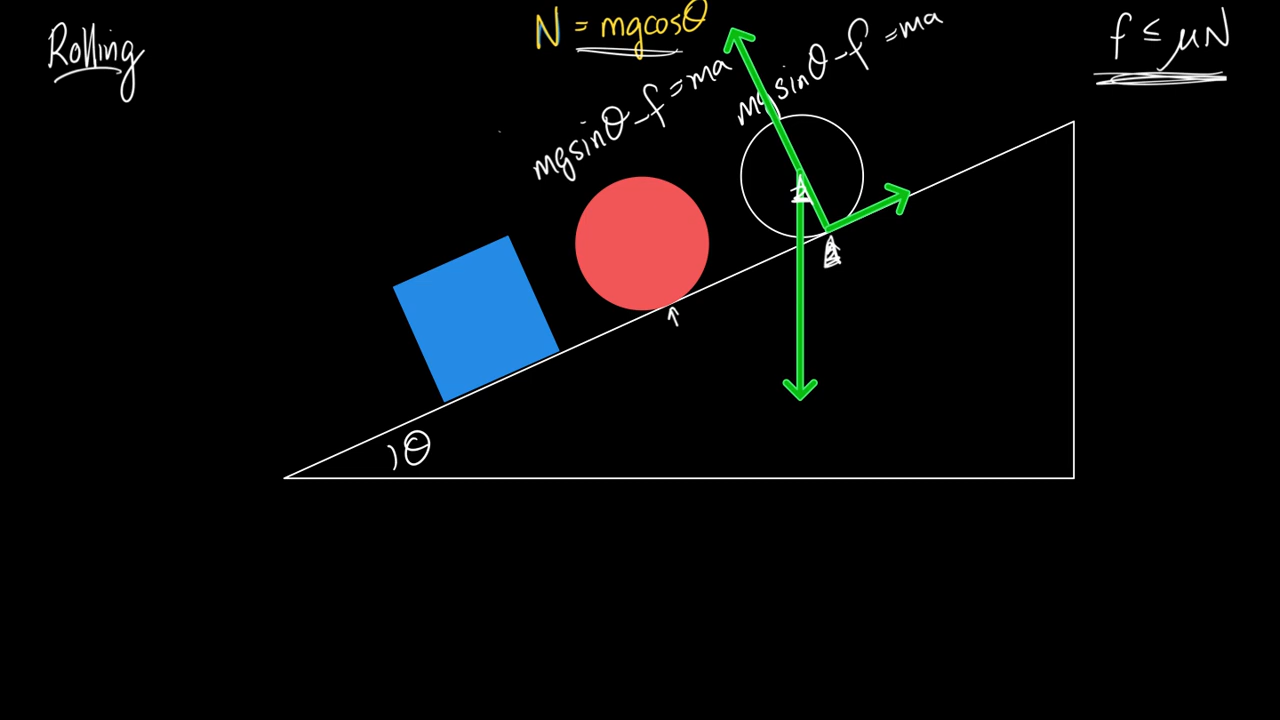 Rolling
N = mgcosθ
f ≤ μN
mgsinθ-f=ma
mgsinθ-f=ma
θ